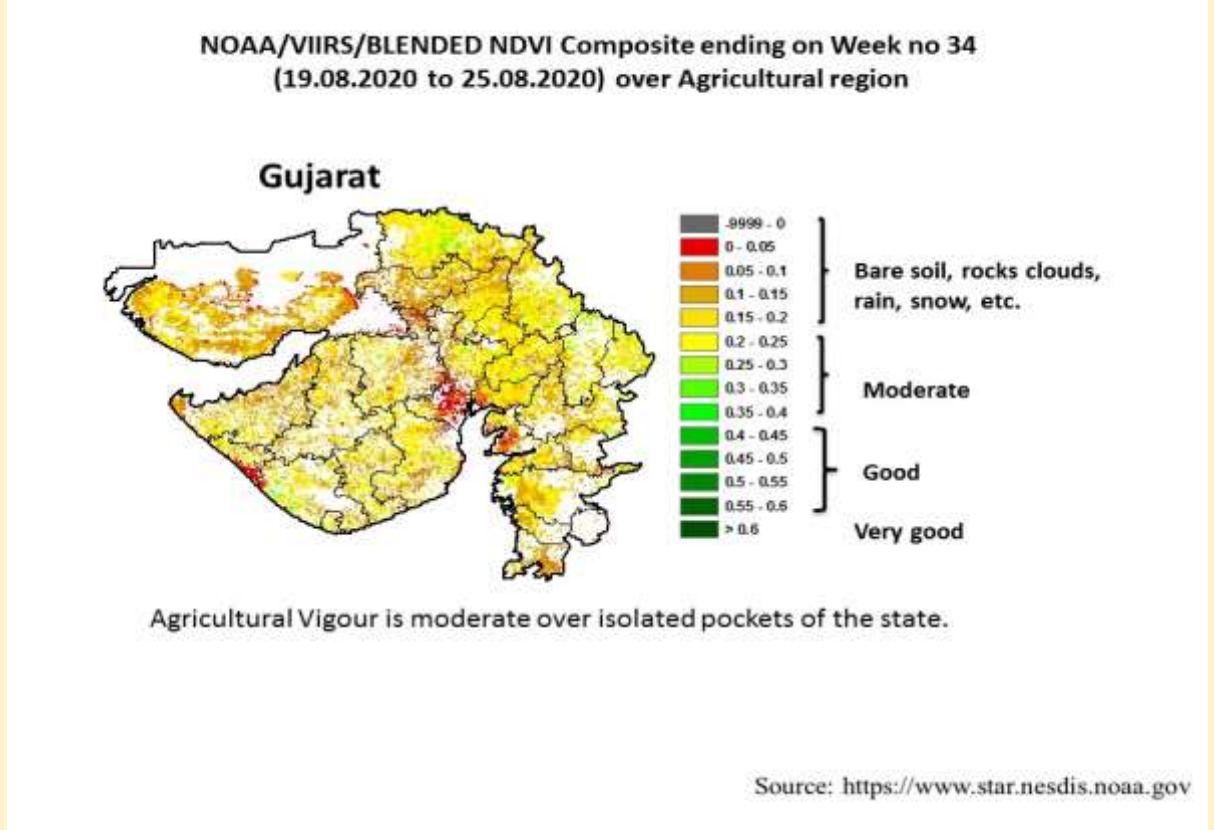 NOAA/VIIRS/BLENDED NDVI Composite ending on Week no 34
(19.08.2020 to 25.08.2020) over Agricultural region
Gujarat
-9999 - 0
0 - 0.05
0.05 - 0.1
0.1 - 0.15
0.15 - 0.2
0.2 - 0.25
0.25 - 0.3
0.3 - 0.35
0.35 - 0.4
0.4 - 0.45
0.45 - 0.5
0.5 - 0.55
0.55 - 0.6
> 0.6
Bare soil, rocks clouds,
rain, snow, etc.
Moderate
Good
Very good
Agricultural Vigour is moderate over isolated pockets of the state.
Source: https://www.star.nesdis.noaa.gov